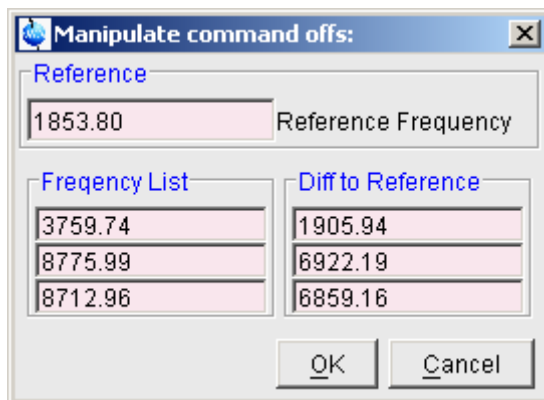 Manipulate command offs:
Reference
1853.80 Reference Frequency
Freqency List Diff to Reference
3759.74 1905.94
8775.99 6922.19
8712.96 6859.16
OK Cancel